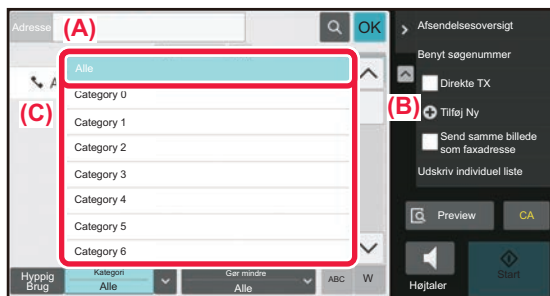 Adresse
(A)
OK
Alle
A
(C)
Category 0
Category 1
Category 2
Category 3
Category 4
Category 5
Category 6
Hyppig
Brug
Kategori
Alle
Gør mindre
Alle
ABC
W
Afsendelsesoversigt
Benyt søgenummer
Direkte TX
(B)
Tilføj Ny
Send samme billede
som faxadresse
Udskriv individuel liste
Preview
CA
Højtaler
Start